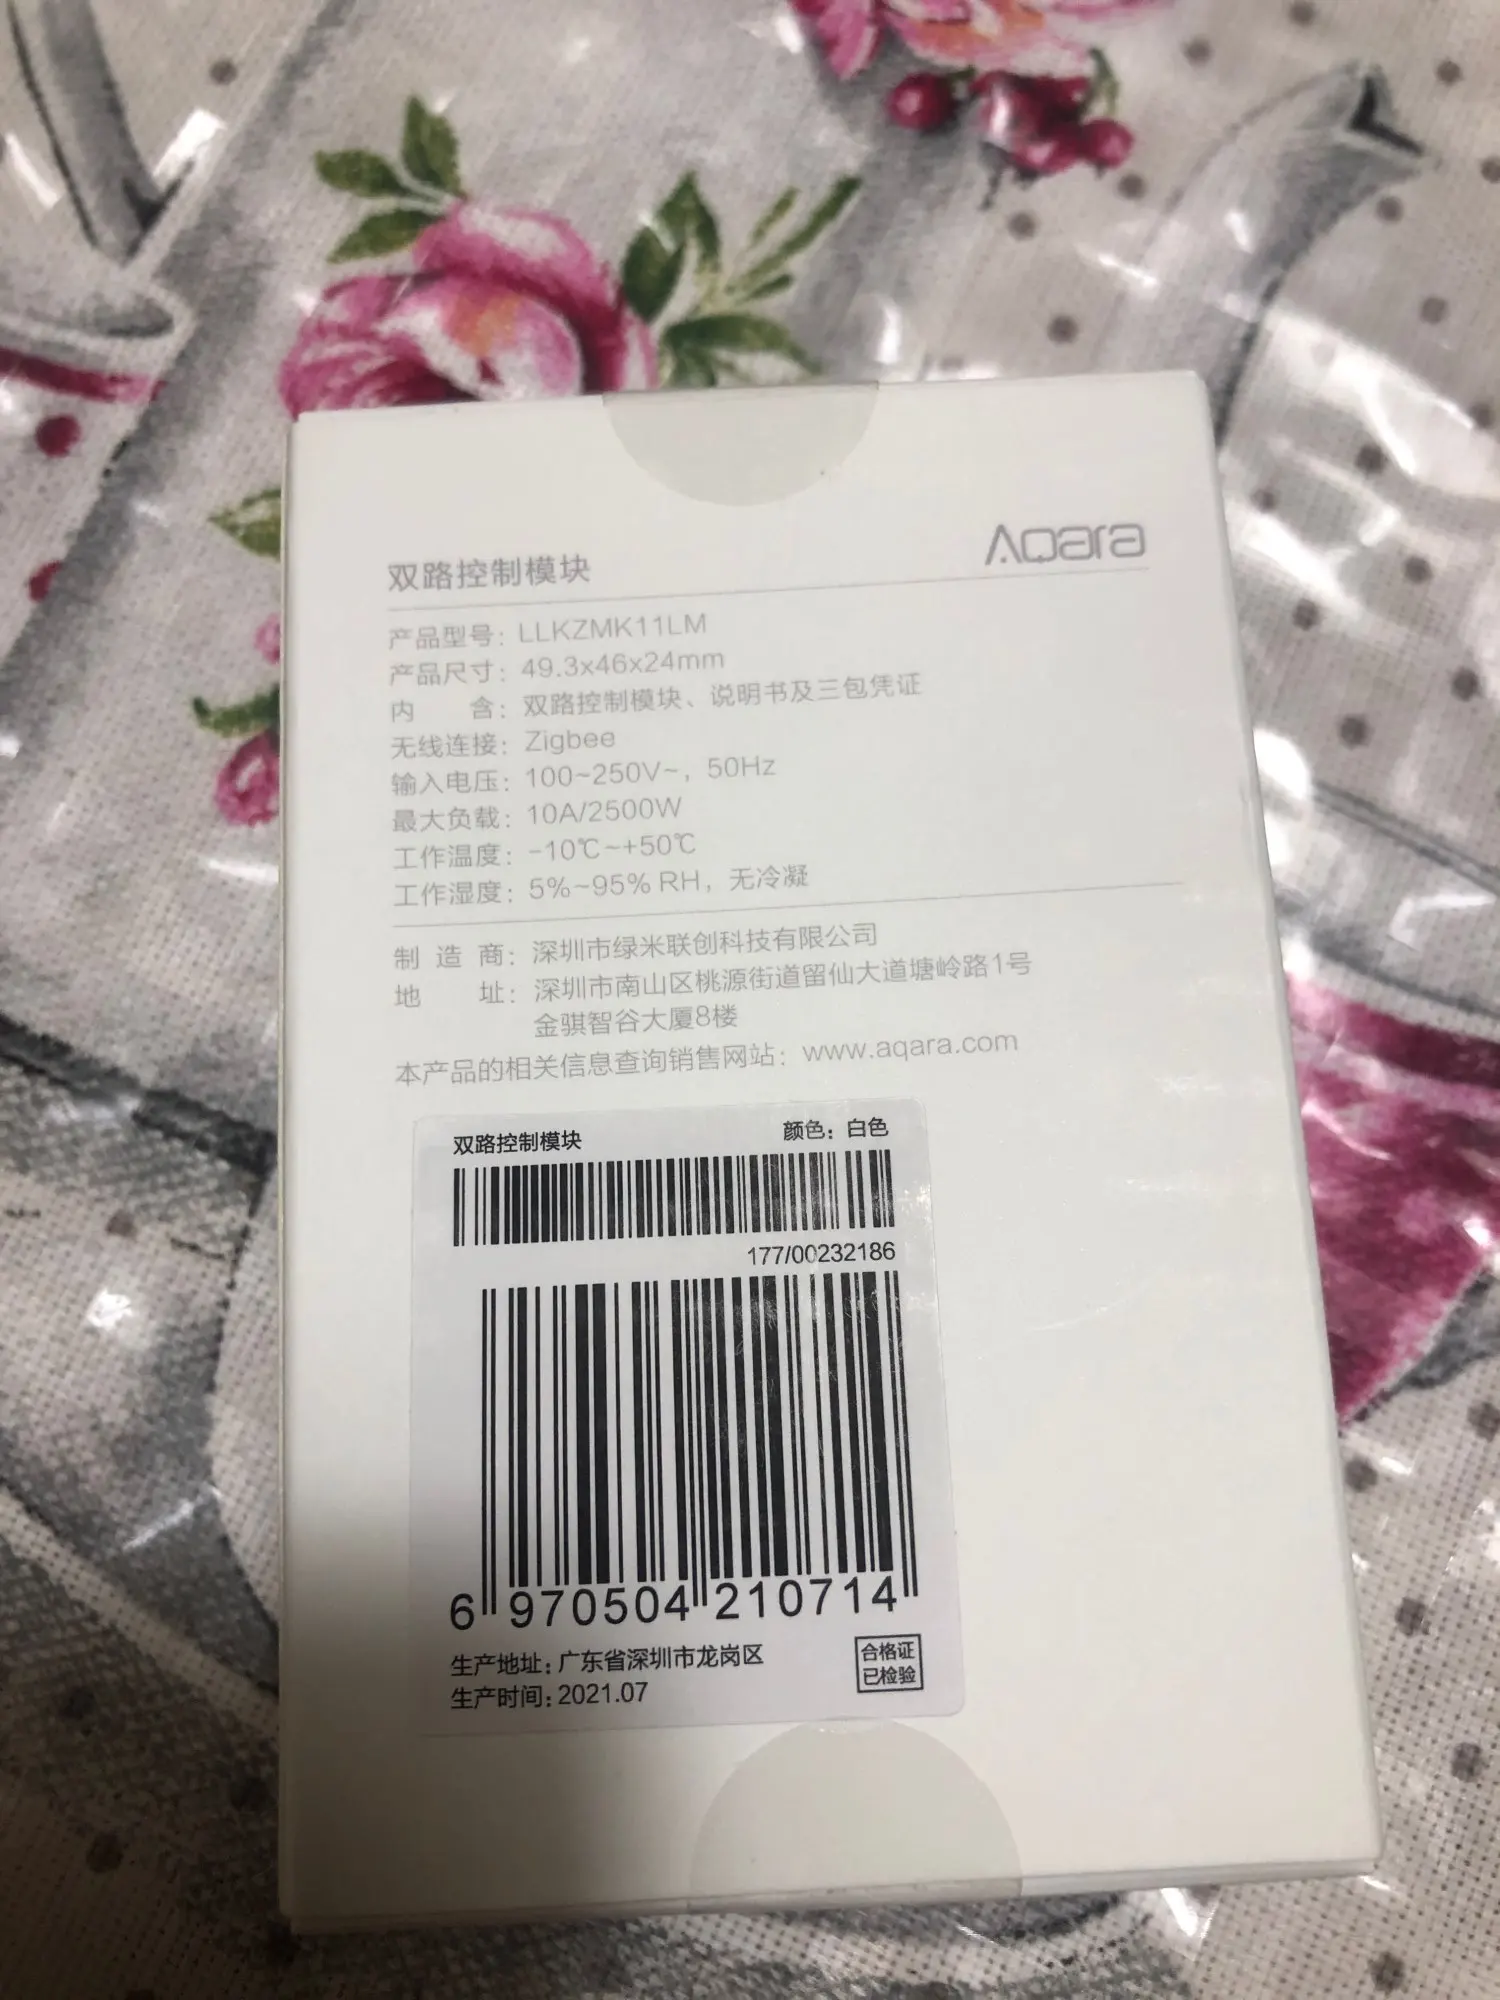 Aqara
双路控制模块
产品型号：LLKZMK11LM
产品尺寸：49.3x46x24mm
内 含：双路控制模块、说明书及三包凭证
无线连接：Zigbee
输入电压：100~250V~，50Hz
最大负载：10A/2500W
工作温度：-10℃~+50℃
工作湿度：5%~95% RH，无冷凝
制 造 商：深圳市绿米联创科技有限公司
地 址：深圳市南山区桃源街道留仙大道塘岭路1号
金骐智谷大厦8楼
本产品的相关信息查询销售网站：www.aqara.com
双路控制模块 颜色：白色
177/00232186
6 970504 210714
生产地址：广东省深圳市龙岗区
生产时间：2021.07
合格证
已检验